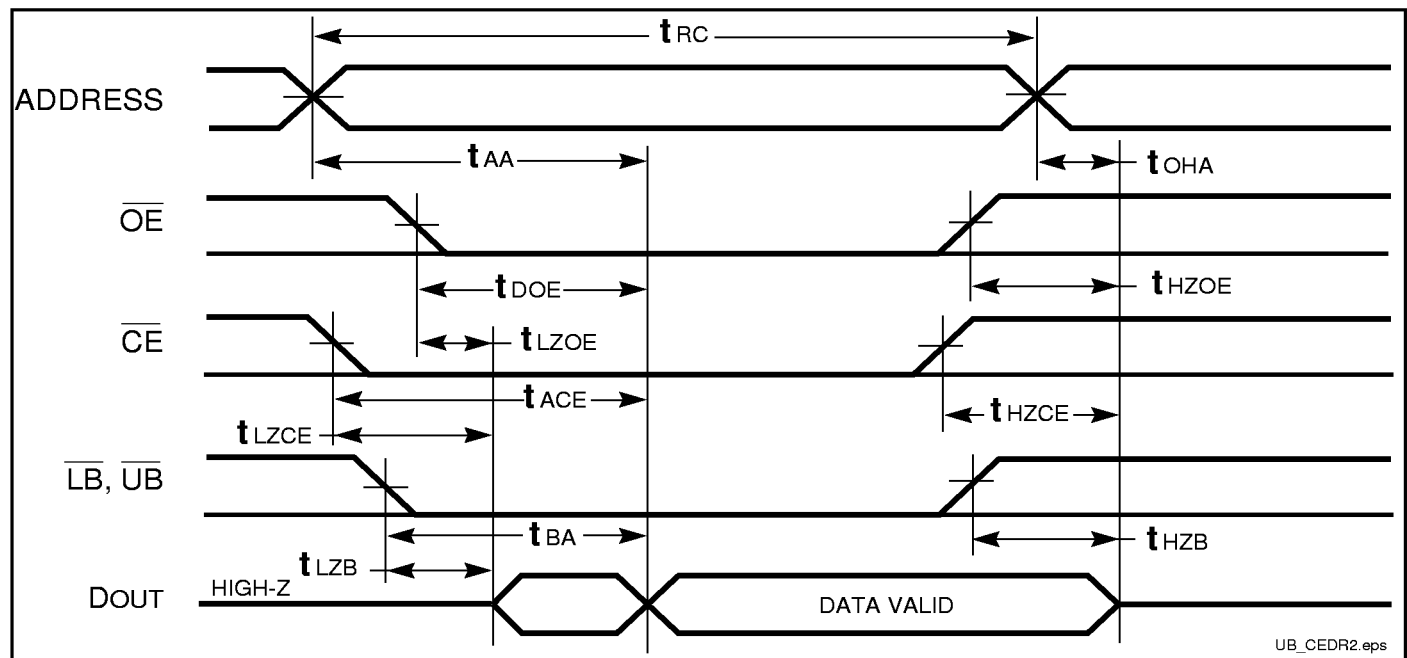 tRC
ADDRESS
tAA
tOHA
OE
tDOE
tHZOE
CE
tLZOE
tACE
tHZCE
tLZCE
LB, UB
tBA
tHZB
tLZB
HIGH-Z
DOUT
DATA VALID
UB_CEDR2.eps